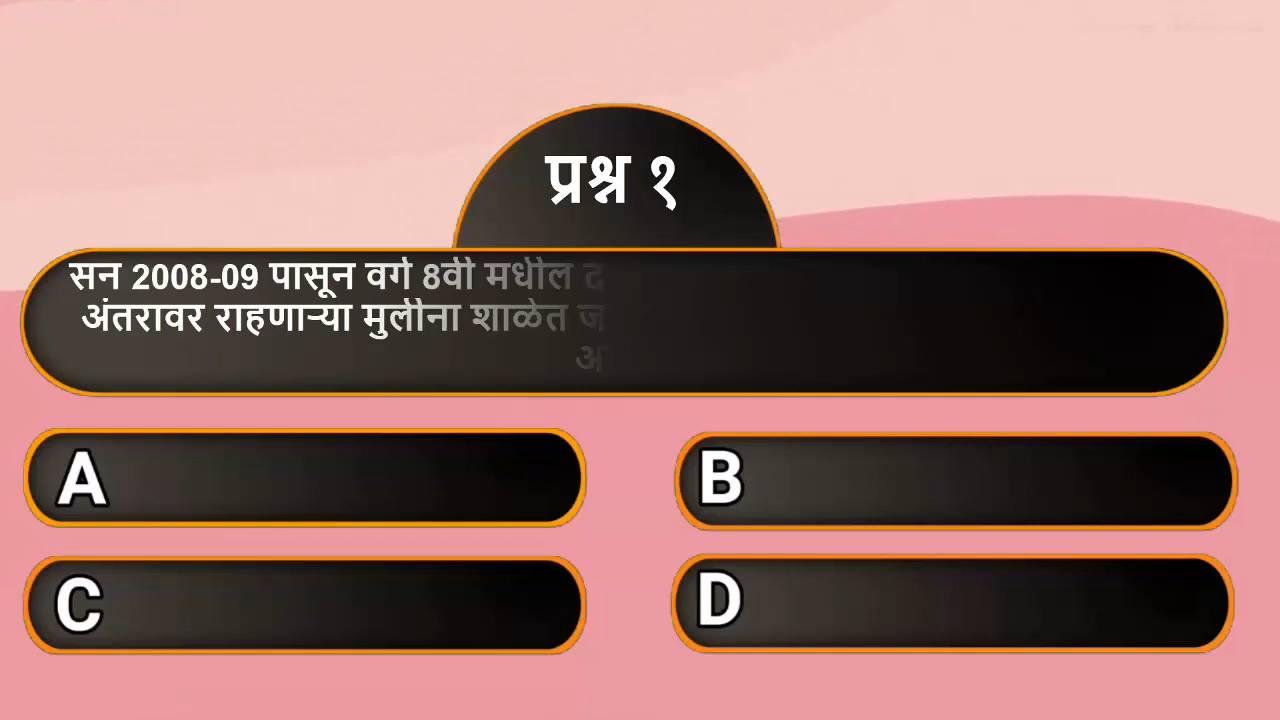 प्रश्न १
सन 2008-09 पासून वर्ग 8वी मधील
अंतरावर राहणाऱ्या मुलीना शाळेत
A
B
C
D